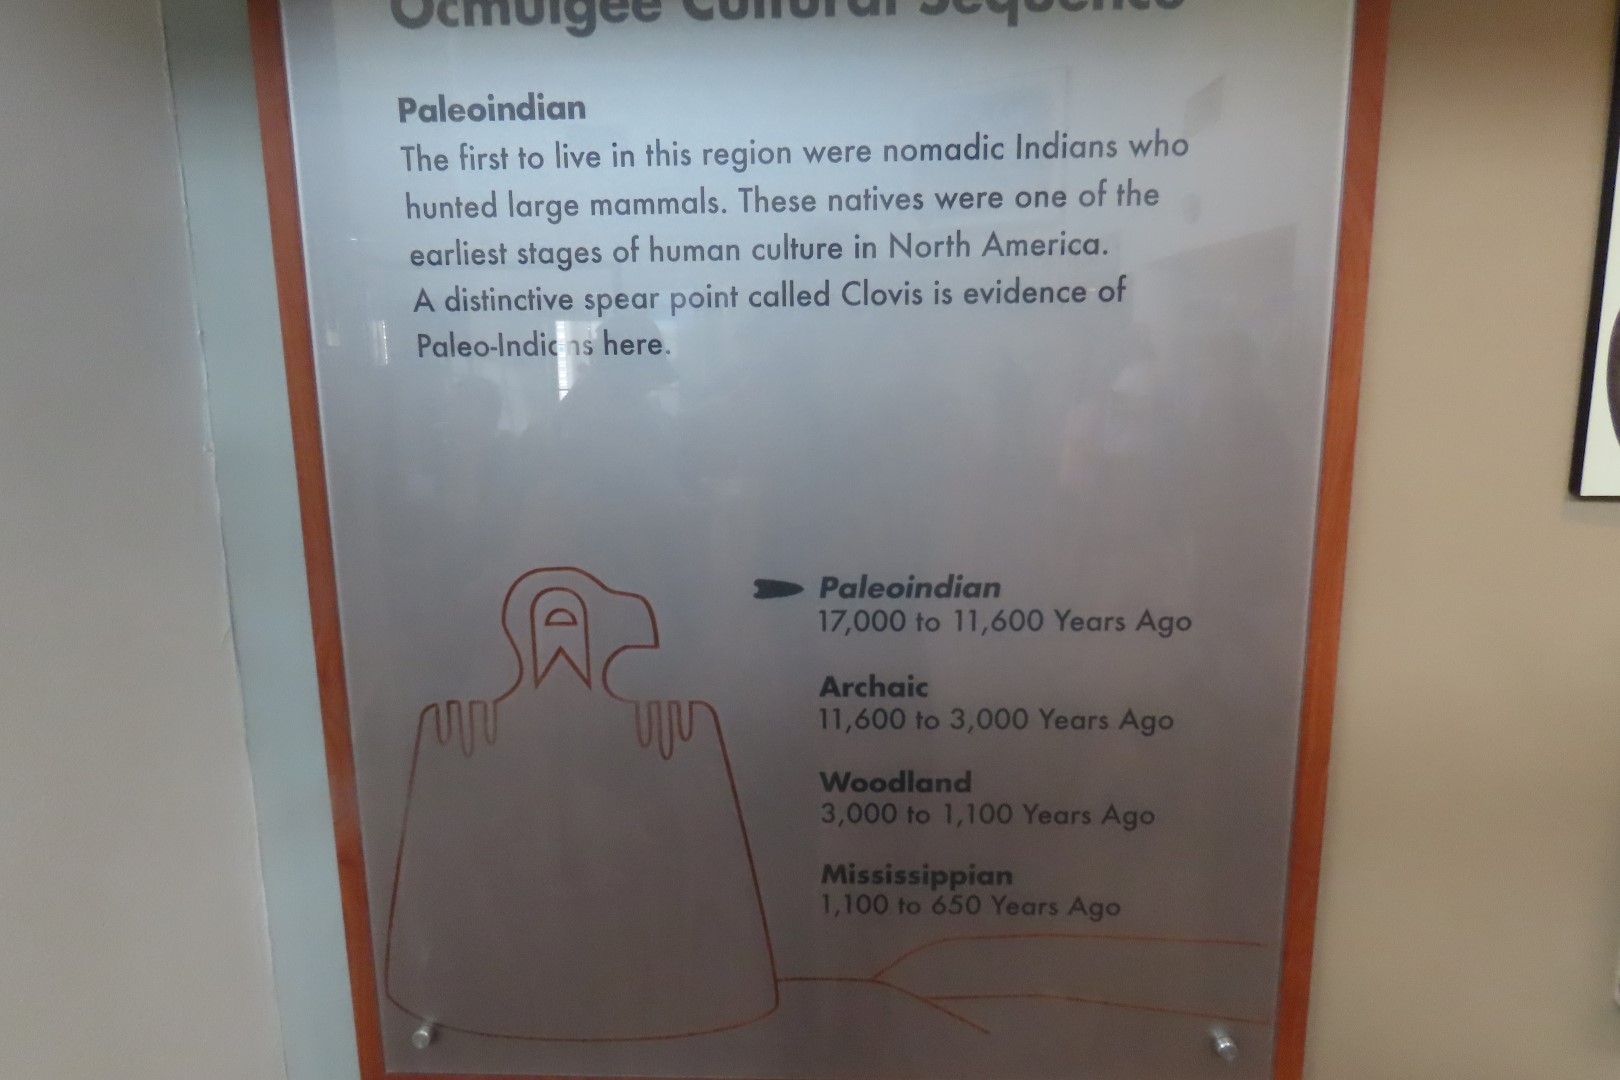 Ocmulgee Cultural Sequence
Paleoindian
The first to live in this region were nomadic Indians who
hunted large mammals. These natives were one of the
earliest stages of human culture in North America.
A distinctive spear point called Clovis is evidence of
Paleo-Indians here.
Paleoindian
17,000 to 11,600 Years Ago
Archaic
11,600 to 3,000 Years Ago
Woodland
3,000 to 1,100 Years Ago
Mississippian
1,100 to 650 Years Ago